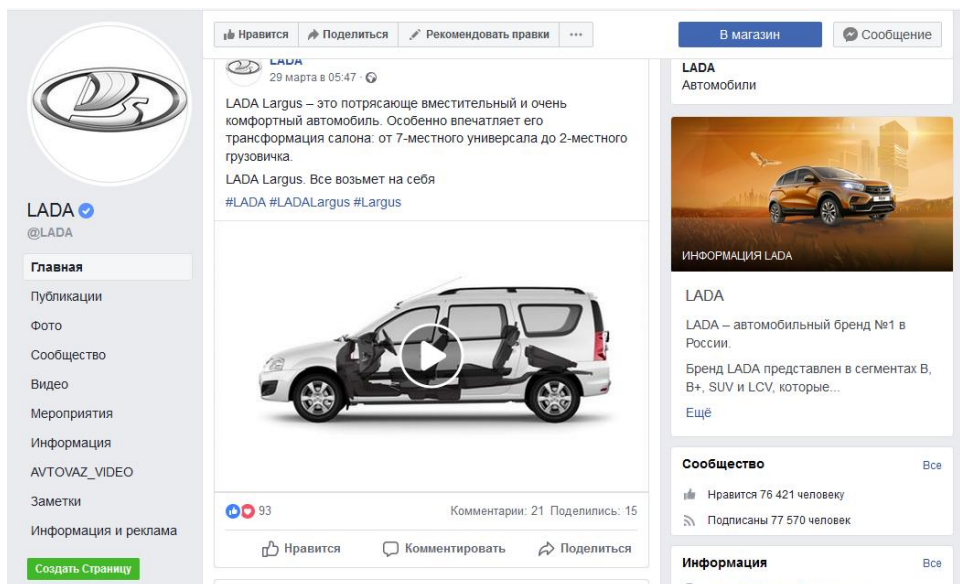 Нравится Поделиться Рекомендовать правки
В магазин Сообщение
LADA
@LADA
Главная
Публикации
Фото
Сообщество
Видео
Мероприятия
Информация
AVTOVAZ_VIDEO
Заметки
Информация и реклама
Создать Страницу
LADA
29 марта в 05:47 ·
LADA Largus – это потрясающе вместительный и очень
комфортный автомобиль. Особенно впечатляет его
трансформация салона: от 7-местного универсала до 2-местного
грузовичка.
LADA Largus. Все возьмет на себя
#LADA #LADALargus #Largus
93 Комментарии: 21 Поделились: 15
Нравится Комментировать Поделиться
LADA
Автомобили
ИНФОРМАЦИЯ LADA
LADA
LADA – автомобильный бренд №1 в
России.
Бренд LADA представлен в сегментах B,
B+, SUV и LCV, которые...
Ещё
Сообщество Все
Нравится 76 421 человеку
Подписаны 77 570 человек
Информация Все